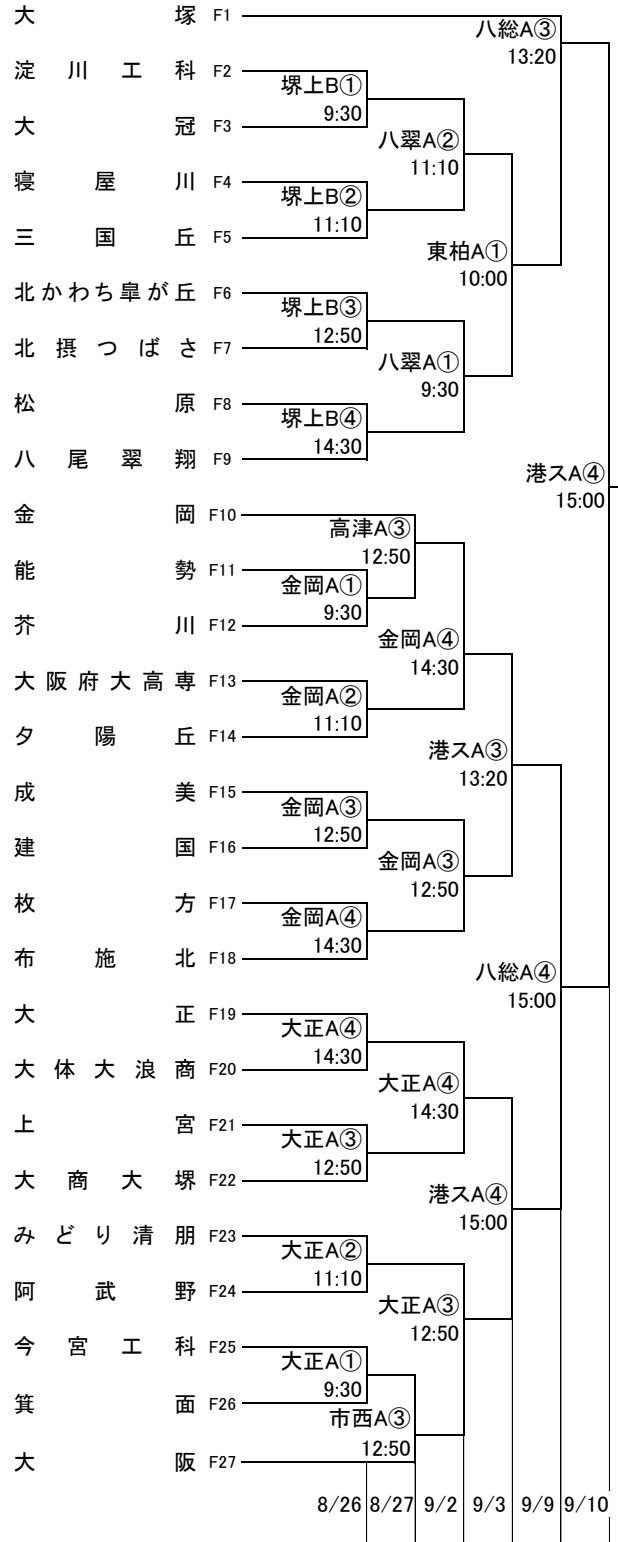 大塚 F1
八総A③
13:20
淀川工科 F2
堺上B①
9:30
大冠 F3
八翠A②
11:10
寝屋川 F4
堺上B②
11:10
三国丘 F5
東柏A①
10:00
北かわち皐が丘 F6
堺上B③
12:50
北摂つばさ F7
八翠A①
9:30
松原 F8
堺上B④
14:30
八尾翠翔 F9
港スA④
15:00
金岡 F10
高津A③
12:50
能勢 F11
金岡A①
9:30
芥川 F12
金岡A④
14:30
大阪府大高専 F13
金岡A②
11:10
夕陽丘 F14
港スA③
13:20
成美 F15
金岡A③
12:50
建国 F16
金岡A③
12:50
枚方 F17
金岡A④
14:30
布施北 F18
八総A④
15:00
大正 F19
大正A④
14:30
大体大浪商 F20
大正A④
14:30
上宮 F21
大正A③
12:50
大商大堺 F22
港スA④
15:00
みどり清朋 F23
大正A②
11:10
阿武野 F24
大正A③
12:50
今宮工科 F25
大正A①
9:30
箕面 F26
市西A③
12:50
大阪 F27
8/26 8/27 9/2 9/3 9/9 9/10